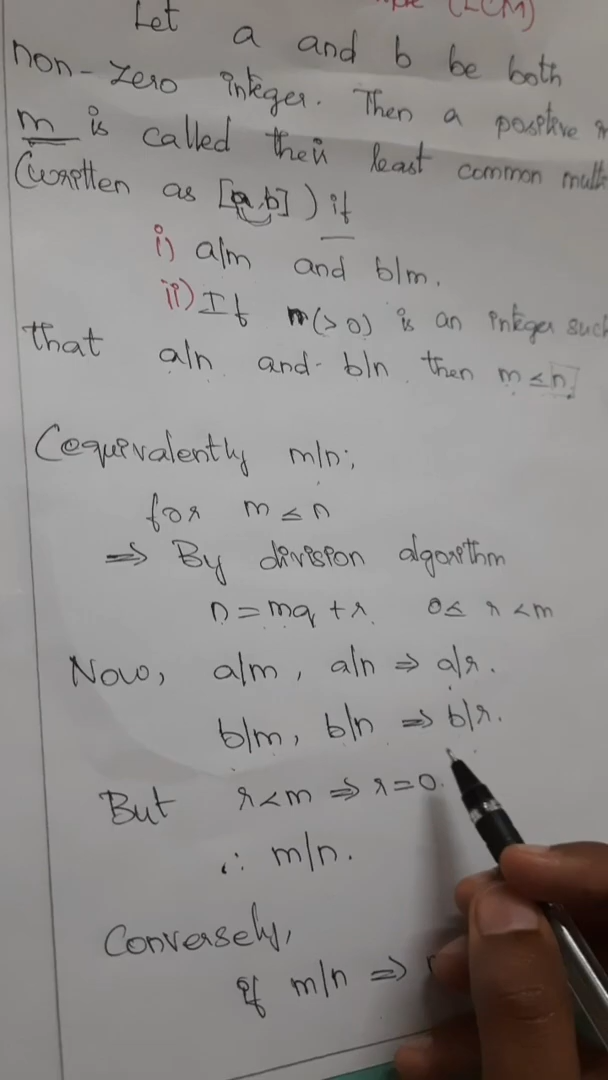 (LCM)
Let a and b be both
non-zero integer. Then a positive
m is called their least common
(written as [a,b]) if
i) a/m and b/m.
ii) If m(>0) is an integer such
that a/n and b/n then m≤n.
(equivalently m/n;
for m≤n
⇒ By division algorithm
n=mq+r 0≤ r<m
Now, a/m, a/n ⇒ a/r.
b/m, b/n ⇒ b/r.
But r<m ⇒ r=0.
∴ m/n.
Conversely,
if m/n ⇒